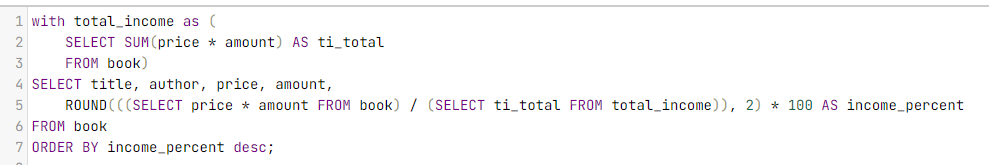 1 with total_income as (
2     SELECT SUM(price * amount) AS ti_total
3     FROM book)
4 SELECT title, author, price, amount,
5     ROUND(((SELECT price * amount FROM book) / (SELECT ti_total FROM total_income)), 2) * 100 AS income_percent
6 FROM book
7 ORDER BY income_percent desc;